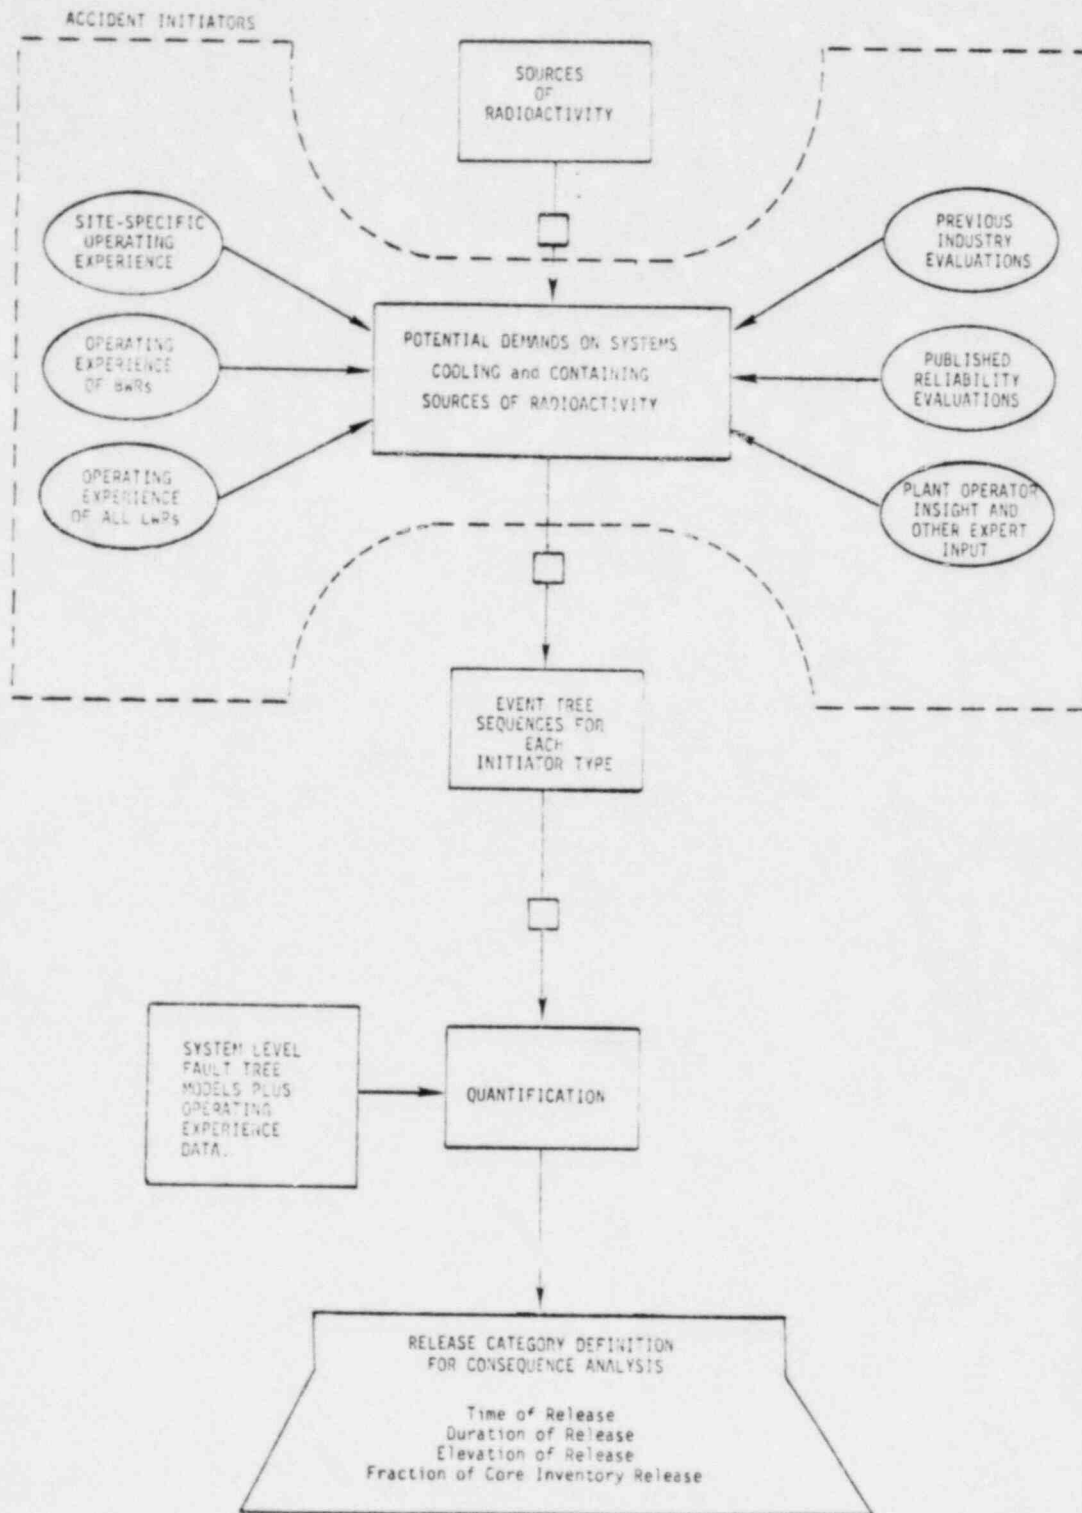 ACCIDENT INITIATORS
SOURCES
OF
RADIOACTIVITY
SITE-SPECIFIC
OPERATING
EXPERIENCE
PREVIOUS
INDUSTRY
EVALUATIONS
POTENTIAL DEMANDS ON SYSTEMS
COOLING and CONTAINING
SOURCES OF RADIOACTIVITY
OPERATING
EXPERIENCE
OF BWRs
PUBLISHED
RELIABILITY
EVALUATIONS
OPERATING
EXPERIENCE
OF ALL LWRs
PLANT OPERATOR
INSIGHT AND
OTHER EXPERT
INPUT
EVENT TREE
SEQUENCES FOR
EACH
INITIATOR TYPE
SYSTEM LEVEL
FAULT TREE
MODELS PLUS
OPERATING
EXPERIENCE
DATA.
QUANTIFICATION
RELEASE CATEGORY DEFINITION
FOR CONSEQUENCE ANALYSIS
Time of Release
Duration of Release
Elevation of Release
Fraction of Core Inventory Release